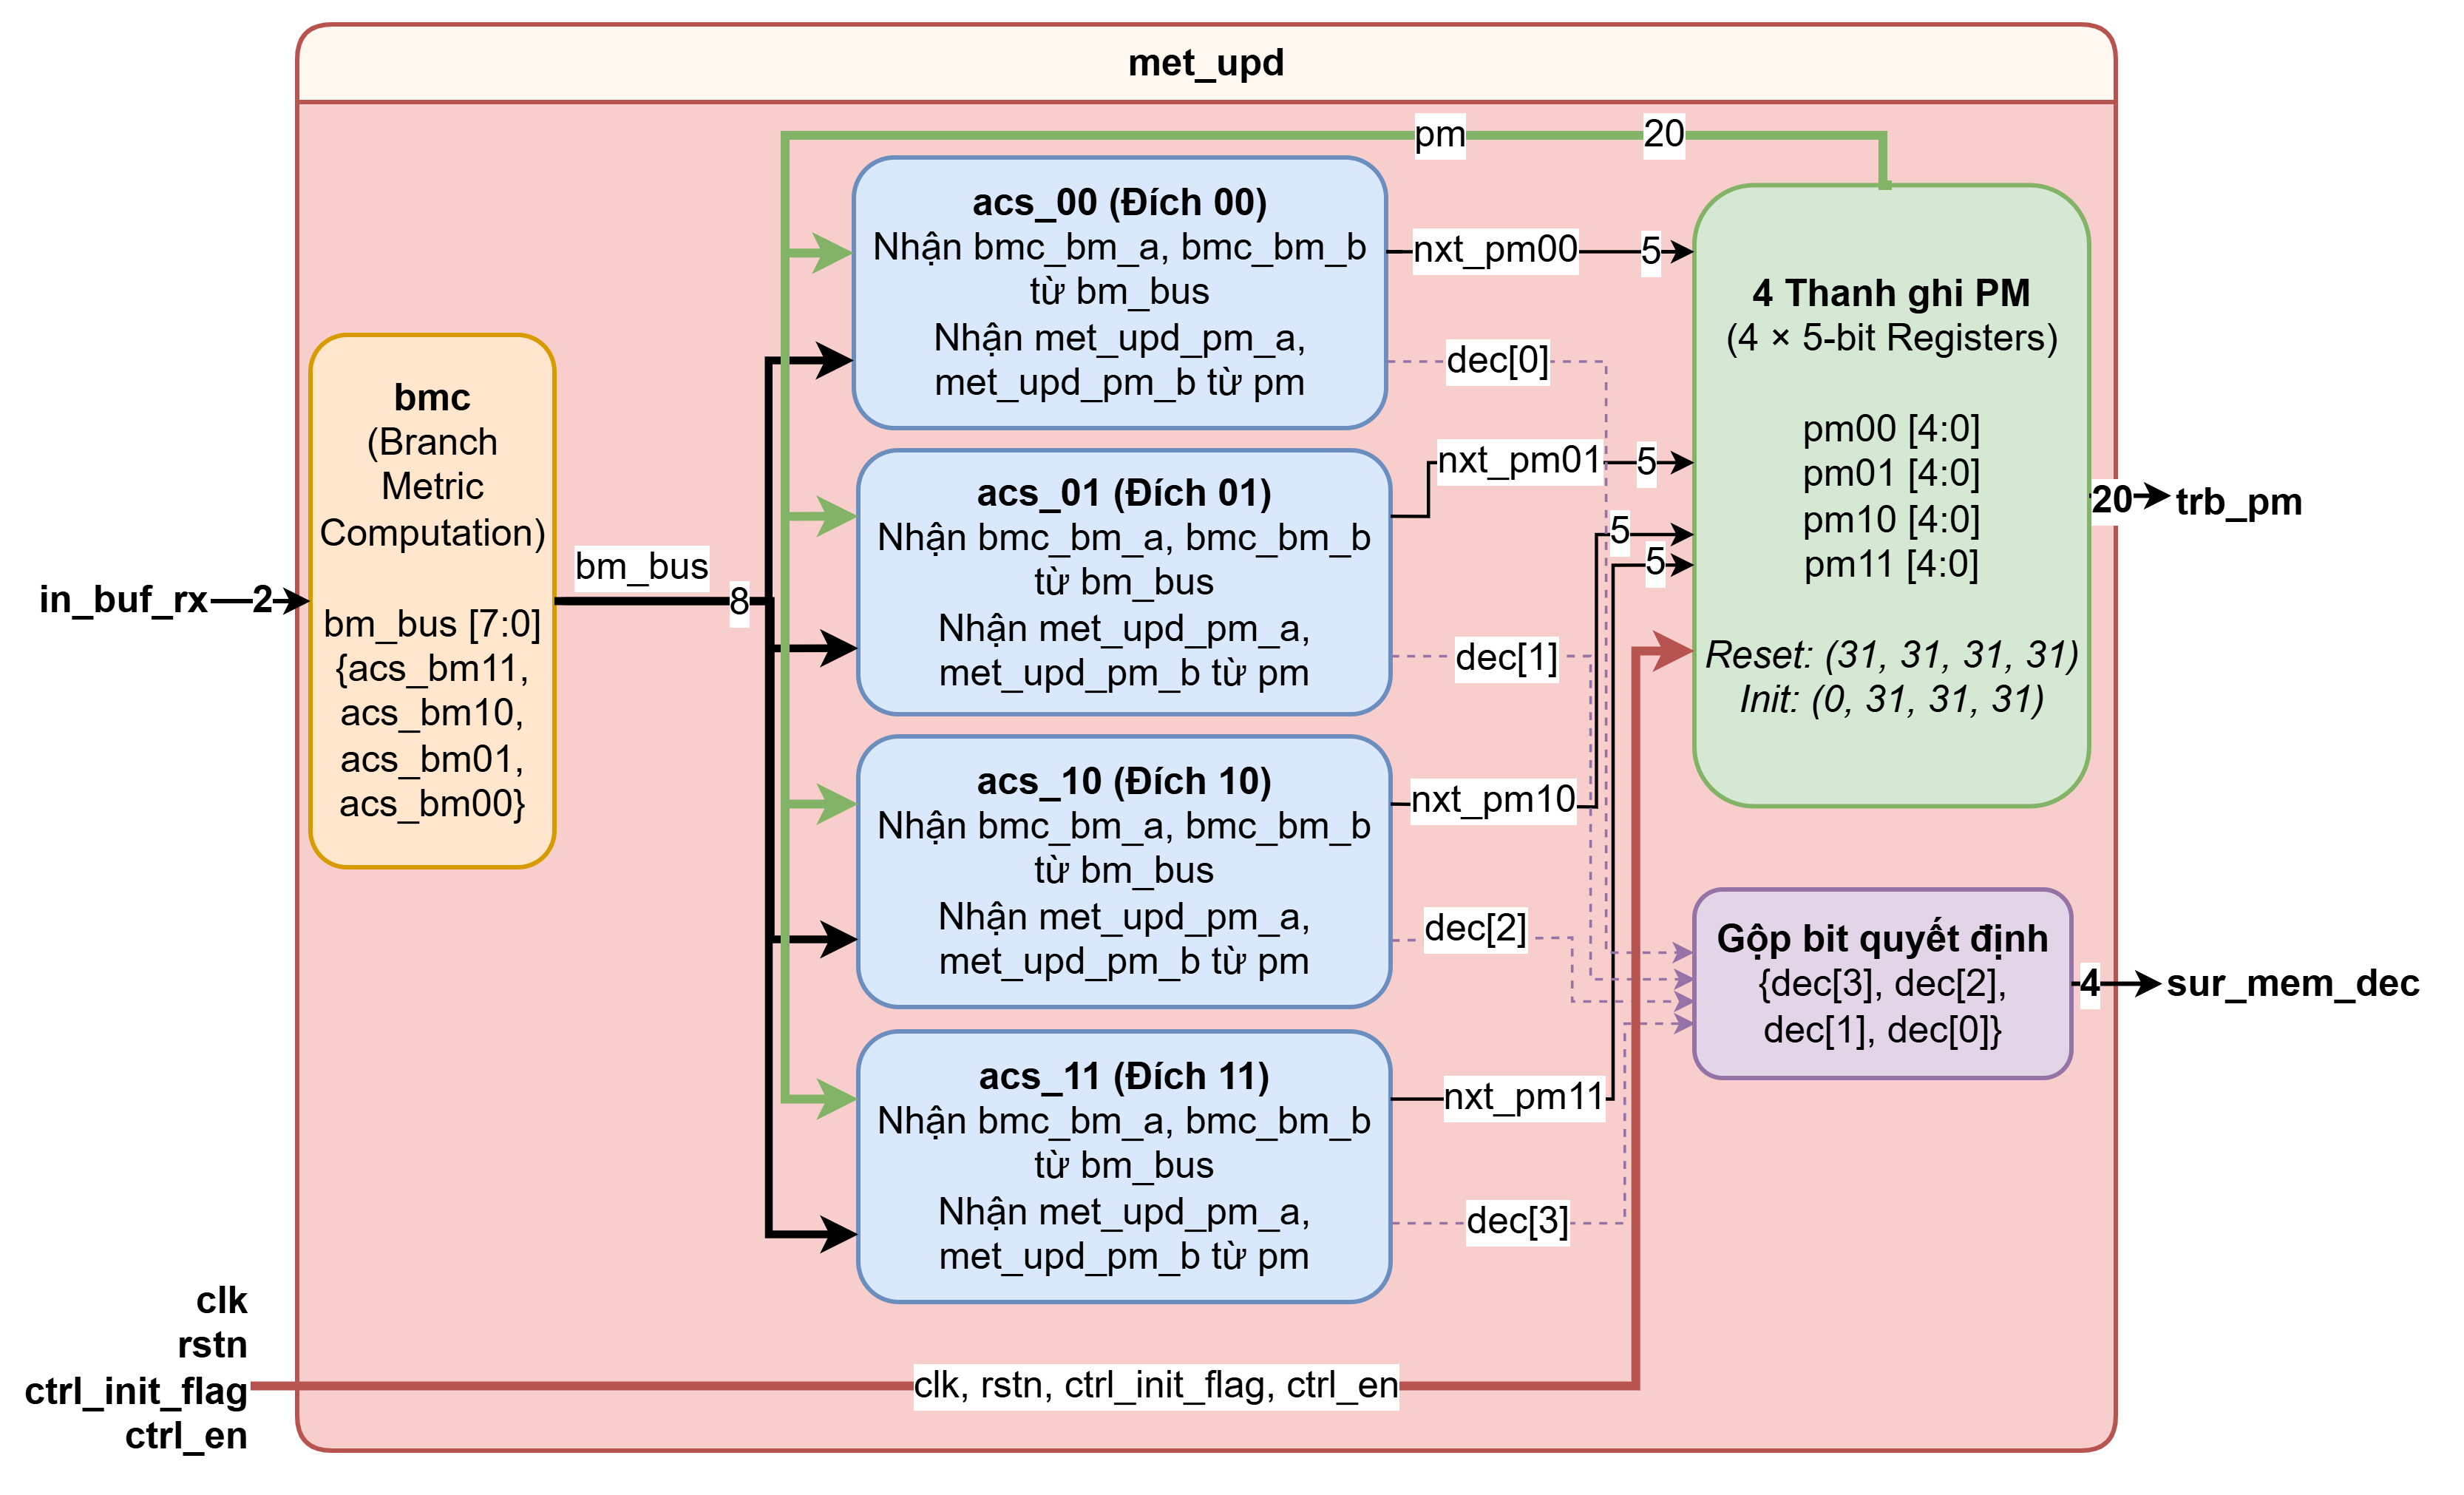 met_upd
pm
20
acs_00 (Đích 00)
Nhận bmc_bm_a, bmc_bm_b
từ bm_bus
Nhận met_upd_pm_a,
met_upd_pm_b từ pm
nxt_pm00
5
dec[0]
acs_01 (Đích 01)
Nhận bmc_bm_a, bmc_bm_b
từ bm_bus
Nhận met_upd_pm_a,
met_upd_pm_b từ pm
nxt_pm01
5
dec[1]
acs_10 (Đích 10)
Nhận bmc_bm_a, bmc_bm_b
từ bm_bus
Nhận met_upd_pm_a,
met_upd_pm_b từ pm
nxt_pm10
5
dec[2]
acs_11 (Đích 11)
Nhận bmc_bm_a, bmc_bm_b
từ bm_bus
Nhận met_upd_pm_a,
met_upd_pm_b từ pm
nxt_pm11
5
dec[3]
bmc
(Branch
Metric
Computation)
bm_bus [7:0]
{acs_bm11,
acs_bm10,
acs_bm01,
acs_bm00}
in_buf_rx
2
bm_bus
8
4 Thanh ghi PM
(4 × 5-bit Registers)
pm00 [4:0]
pm01 [4:0]
pm10 [4:0]
pm11 [4:0]
Reset: (31, 31, 31, 31)
Init: (0, 31, 31, 31)
20
trb_pm
Gộp bit quyết định
{dec[3], dec[2],
dec[1], dec[0]}
4
sur_mem_dec
clk
rstn
ctrl_init_flag
ctrl_en
clk, rstn, ctrl_init_flag, ctrl_en